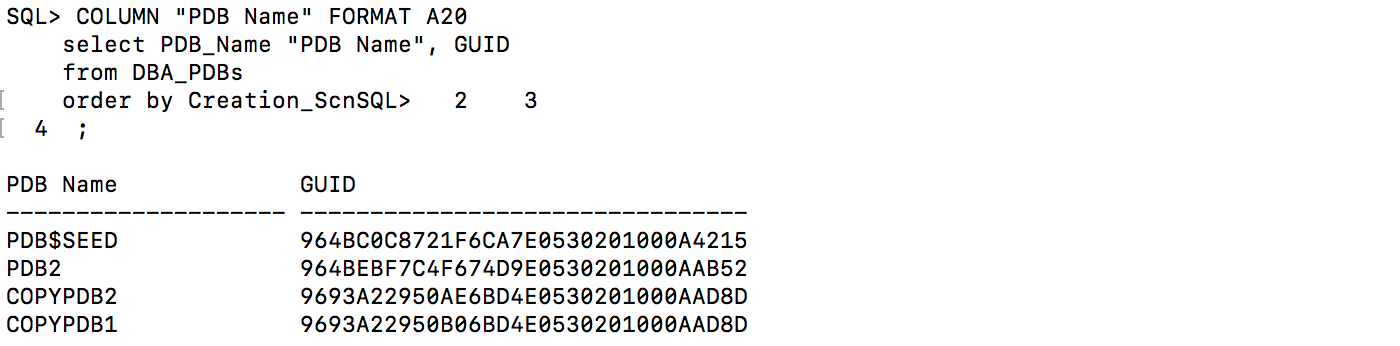 SQL> COLUMN "PDB Name" FORMAT A20
select PDB_Name "PDB Name", GUID
from DBA_PDBs
order by Creation_ScnSQL>   2    3
4  ;
PDB Name             GUID
-------------------- --------------------------------
PDB$SEED             964BC0C8721F6CA7E0530201000A4215
PDB2                 964BEBF7C4F674D9E0530201000AAB52
COPYPDB2             9693A22950AE6BD4E0530201000AAD8D
COPYPDB1             9693A22950B06BD4E0530201000AAD8D